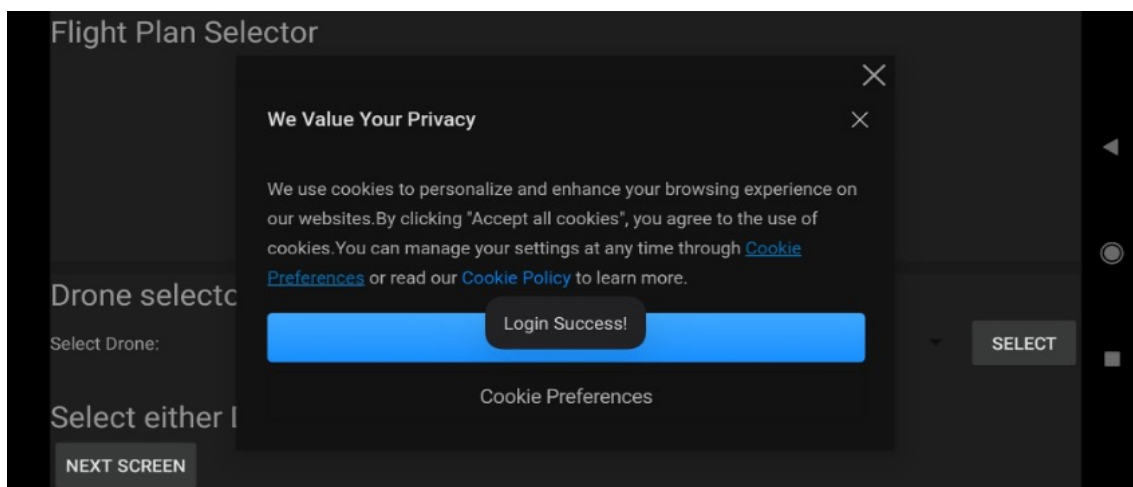 Flight Plan Selector
We Value Your Privacy
We use cookies to personalize and enhance your browsing experience on
our websites.By clicking "Accept all cookies", you agree to the use of
cookies.You can manage your settings at any time through Cookie
Preferences or read our Cookie Policy to learn more.
Drone selecto
Login Success!
Select Drone:
SELECT
Cookie Preferences
Select either
NEXT SCREEN